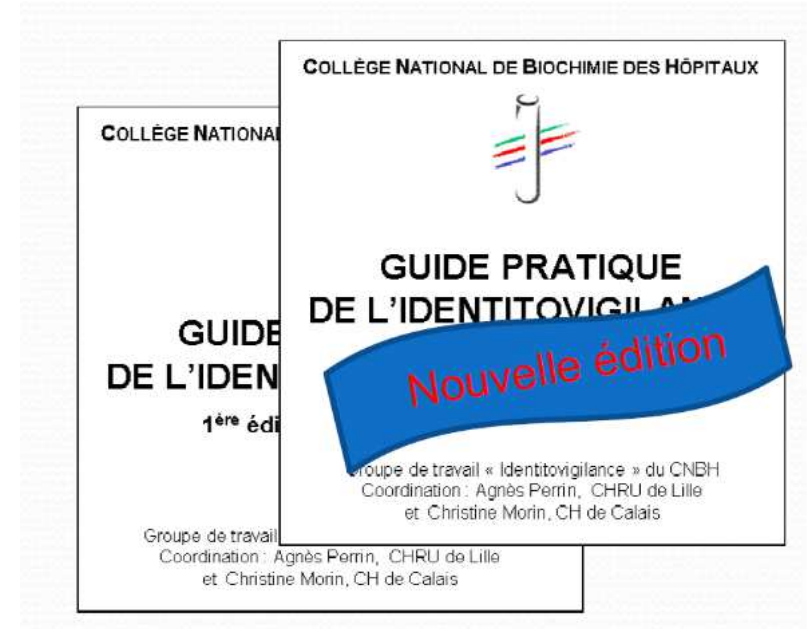 COLLÈGE NATIONAL DE BIOCHIMIE DES HÔPITAUX
GUIDE PRATIQUE
DE L'IDENTITOVIGILAN
Nouvelle édition
Groupe de travail « Identitovigilance » du CNBH
Coordination : Agnès Perrin, CHRU de Lille
et Christine Morin, CH de Calais
COLLÈGE NATIONAL
GUIDE
DE L'IDEN
1ère édi
Groupe de travail
Coordination : Agnès Perrin, CHRU de Lille
et Christine Morin, CH de Calais